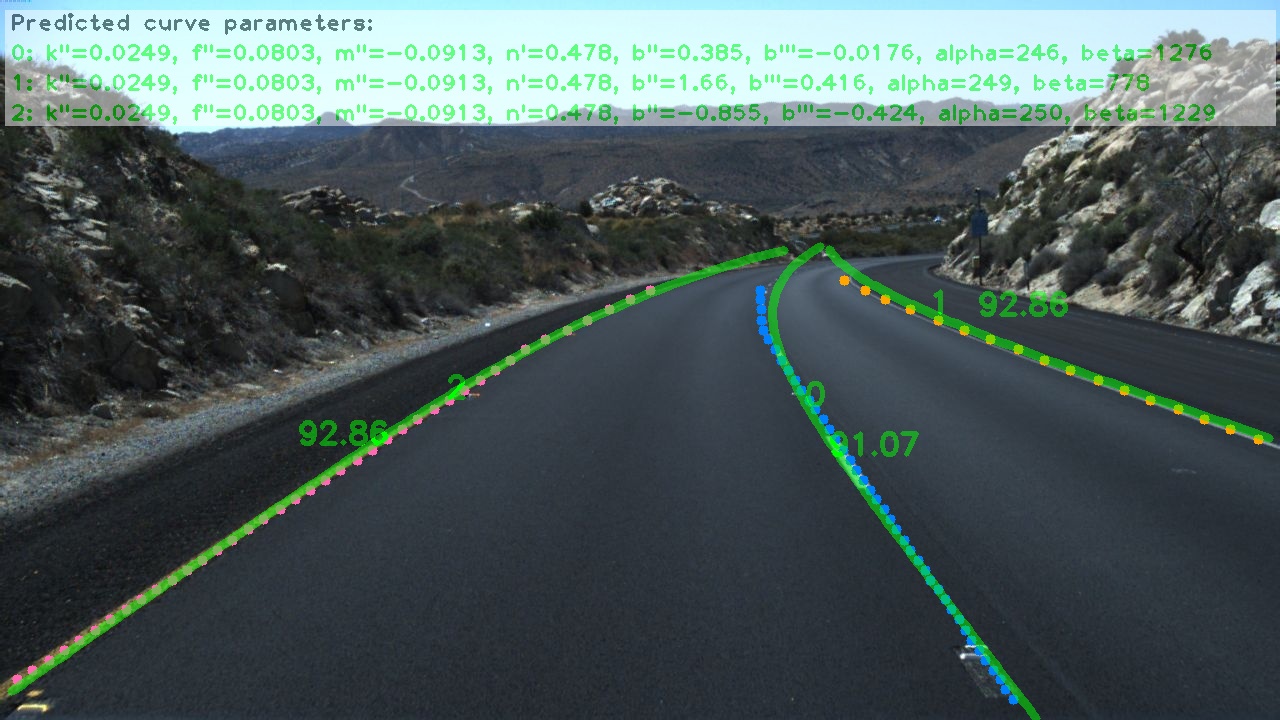 Predicted curve parameters:
0: k''=0.0249, f''=0.0803, m''=−0.0913, n'=0.478, b''=0.385, b'''=−0.0176, alpha=246, beta=1276
1: k''=0.0249, f''=0.0803, m''=−0.0913, n'=0.478, b''=1.66, b'''=0.416, alpha=249, beta=778
2: k''=0.0249, f''=0.0803, m''=−0.0913, n'=0.478, b''=−0.855, b'''=−0.424, alpha=250, beta=1229
1 92.86
2
0
92.86
91.07